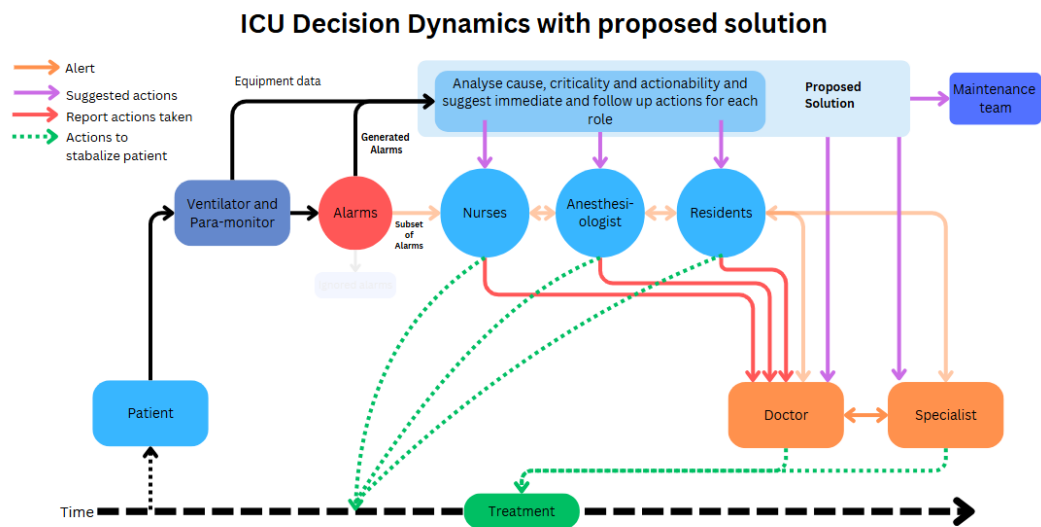 ICU Decision Dynamics with proposed solution
Alert
Suggested actions
Report actions taken
Actions to
stabalize patient
Equipment data
Analyse cause, criticality and actionability and
suggest immediate and follow up actions for each
role
Proposed
Solution
Maintenance
team
Generated
Alarms
Ventilator and
Para-monitor
Alarms
Subset
of
Alarms
Nurses
Anesthesi-
ologist
Residents
Patient
Doctor
Specialist
Time
Treatment